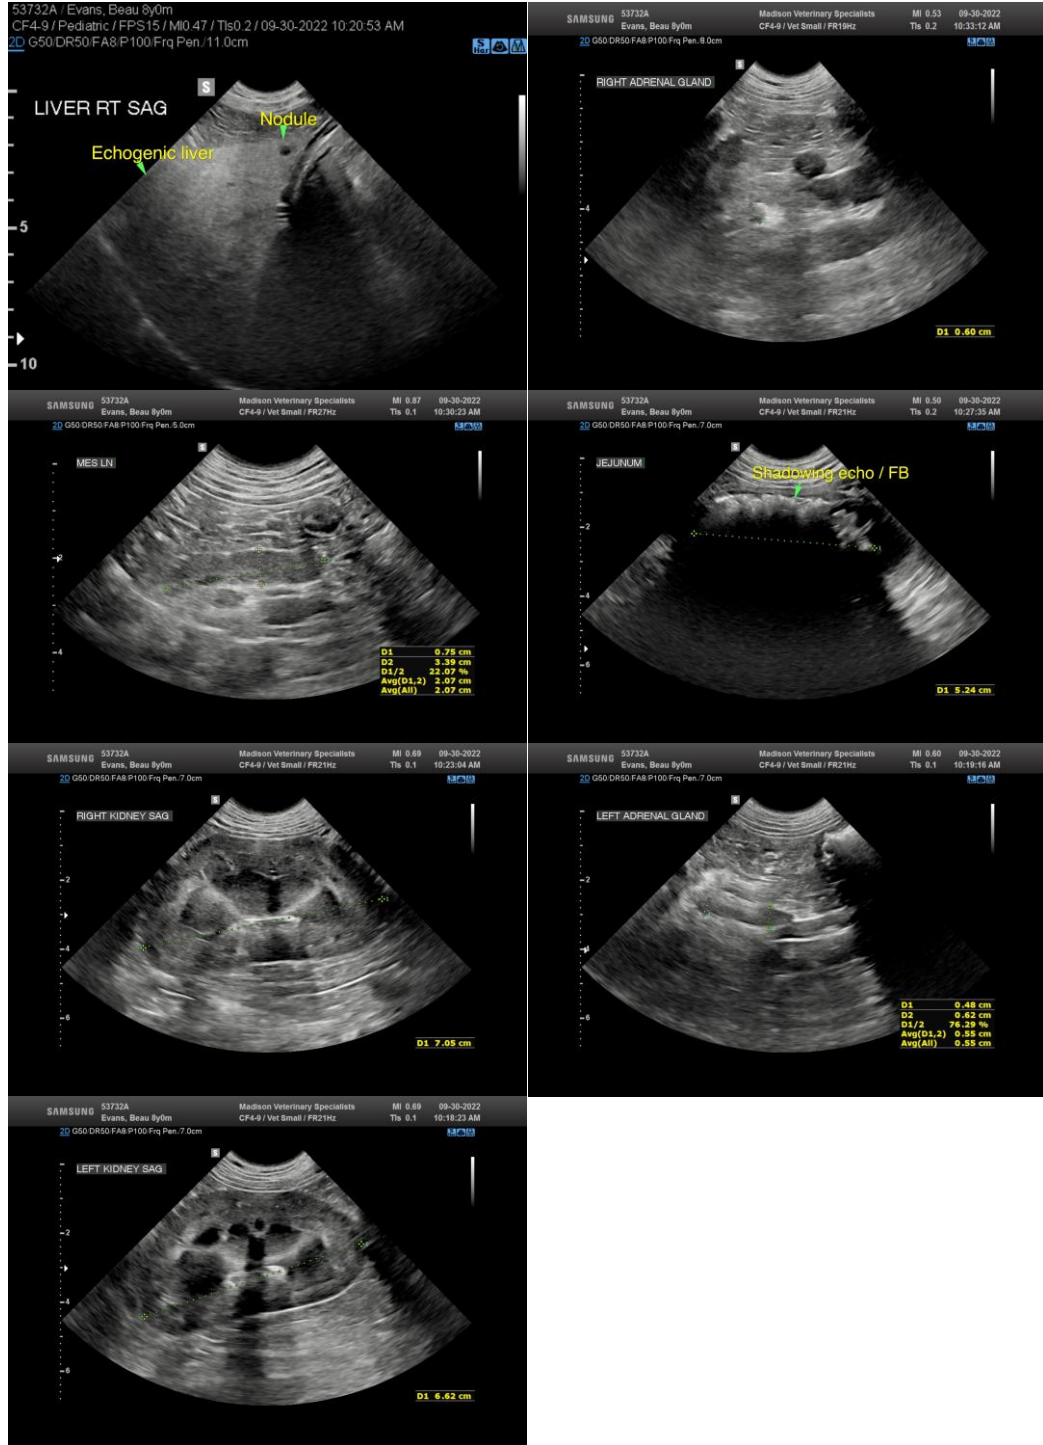 53732A / Evans, Beau 8y0m
CF4-9 / Pediatric / FPS15 / MI0.47 / TIs0.2 / 09-30-2022 10:20:53 AM
2D G50/DR50/FA8/P100/Frq Pen./11.0cm
S
Har
S
LIVER RT SAG
Nodule
Echogenic liver
5
10
SAMSUNG
53732A
Evans, Beau 8y0m
Madison Veterinary Specialists
CF4-9 / Vet Small / FR19Hz
MI 0.53 09-30-2022
TIs 0.2 10:33:12 AM
2D G50/DR50/FA8/P100/Frq Pen./8.0cm
S
RIGHT ADRENAL GLAND
4
D1 0.60 cm
SAMSUNG
53732A
Evans, Beau 8y0m
Madison Veterinary Specialists
CF4-9 / Vet Small / FR27Hz
MI 0.87 09-30-2022
TIs 0.1 10:30:23 AM
2D G50/DR50/FA8/P100/Frq Pen./5.0cm
S
MES LN
2
4
D1 0.75 cm
D2 3.39 cm
D1/2 22.07 %
Avg(D1,2) 2.07 cm
Avg(All) 2.07 cm
SAMSUNG
53732A
Evans, Beau 8y0m
Madison Veterinary Specialists
CF4-9 / Vet Small / FR21Hz
MI 0.50 09-30-2022
TIs 0.2 10:27:35 AM
2D G50/DR50/FA8/P100/Frq Pen./7.0cm
S
JEJUNUM
Shadowing echo / FB
2
4
6
D1 5.24 cm
SAMSUNG
53732A
Evans, Beau 8y0m
Madison Veterinary Specialists
CF4-9 / Vet Small / FR21Hz
MI 0.69 09-30-2022
TIs 0.1 10:23:04 AM
2D G50/DR50/FA8/P100/Frq Pen./7.0cm
S
RIGHT KIDNEY SAG
2
4
6
D1 7.05 cm
SAMSUNG
53732A
Evans, Beau 8y0m
Madison Veterinary Specialists
CF4-9 / Vet Small / FR21Hz
MI 0.60 09-30-2022
TIs 0.1 10:19:16 AM
2D G50/DR50/FA8/P100/Frq Pen./7.0cm
S
LEFT ADRENAL GLAND
2
4
6
D1 0.48 cm
D2 0.62 cm
D1/2 76.29 %
Avg(D1,2) 0.55 cm
Avg(All) 0.55 cm
SAMSUNG
53732A
Evans, Beau 8y0m
Madison Veterinary Specialists
CF4-9 / Vet Small / FR21Hz
MI 0.69 09-30-2022
TIs 0.1 10:18:23 AM
2D G50/DR50/FA8/P100/Frq Pen./7.0cm
S
LEFT KIDNEY SAG
2
4
6
D1 6.62 cm